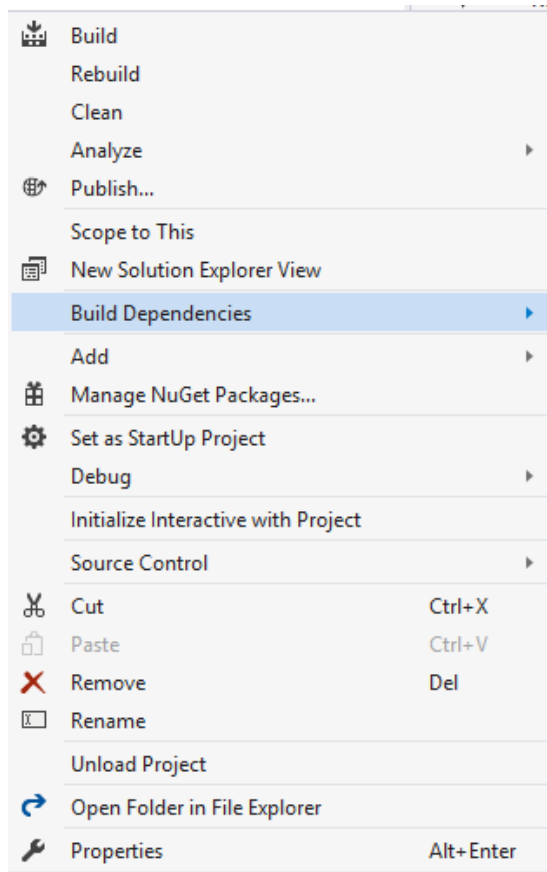 Build
Rebuild
Clean
Analyze
Publish...
Scope to This
New Solution Explorer View
Build Dependencies
Add
Manage NuGet Packages...
Set as StartUp Project
Debug
Initialize Interactive with Project
Source Control
Cut Ctrl+X
Paste Ctrl+V
Remove Del
Rename
Unload Project
Open Folder in File Explorer
Properties Alt+Enter